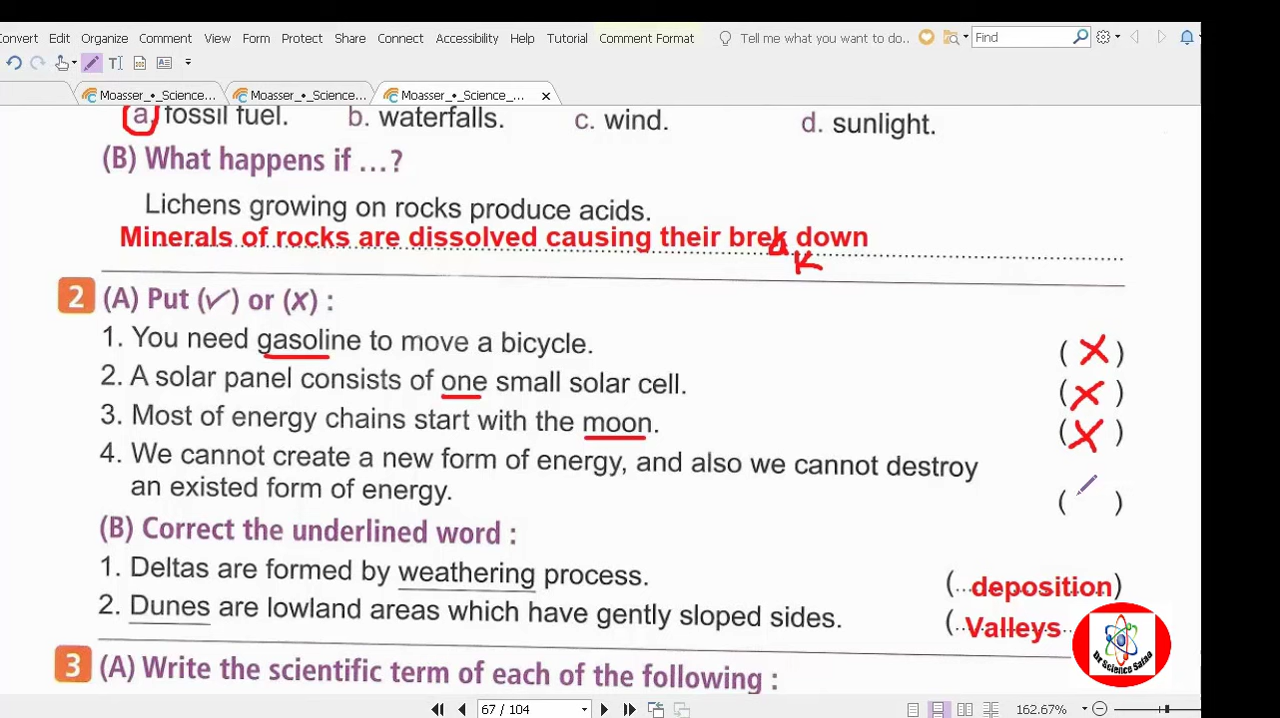 Convert Edit Organize Comment View Form Protect Share Connect Accessibility Help Tutorial Comment Format Tell me what you want to do.. Find
Moasser_•_Science... Moasser_•_Science... Moasser_•_Science_...
a. fossil fuel. b. waterfalls. c. wind. d. sunlight.
(B) What happens if ...?
Lichens growing on rocks produce acids.
Minerals of rocks are dissolved causing their brek down
a
K
2 (A) Put (✓) or (x) :
1. You need gasoline to move a bicycle. ( X )
2. A solar panel consists of one small solar cell. ( X )
3. Most of energy chains start with the moon. ( X )
4. We cannot create a new form of energy, and also we cannot destroy
an existed form of energy. ( )
(B) Correct the underlined word :
1. Deltas are formed by weathering process. (.. deposition)
2. Dunes are lowland areas which have gently sloped sides. (.. Valleys
Dr Science Safaa
3 (A) Write the scientific term of each of the following :
67 / 104 162.67%